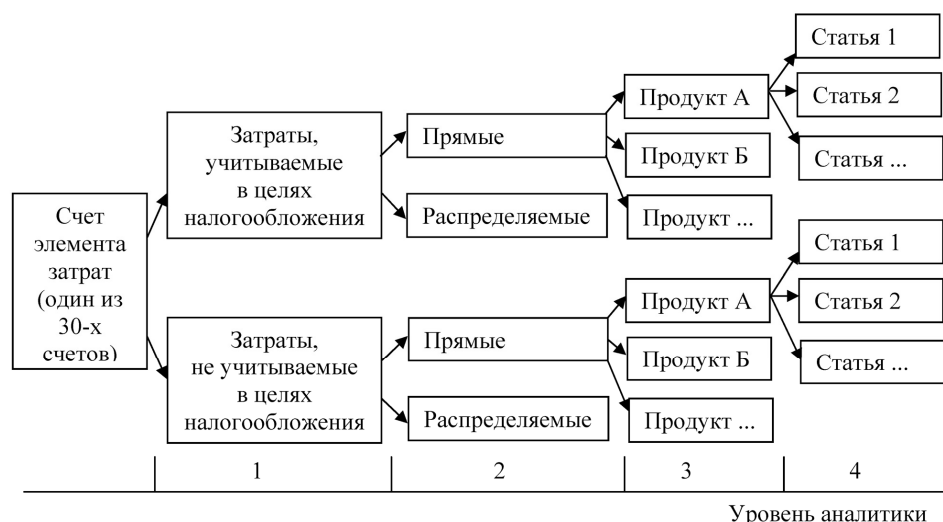 Счет
элемента
затрат
(один из
30-х
счетов)
Затраты,
учитываемые
в целях
налогообложения
Прямые
Распределяемые
Продукт А
Продукт Б
Продукт ...
Статья 1
Статья 2
Статья ...
Затраты,
не учитываемые
в целях
налогообложения
Прямые
Распределяемые
Продукт А
Продукт Б
Продукт ...
Статья 1
Статья 2
Статья ...
1
2
3
4
Уровень аналитики